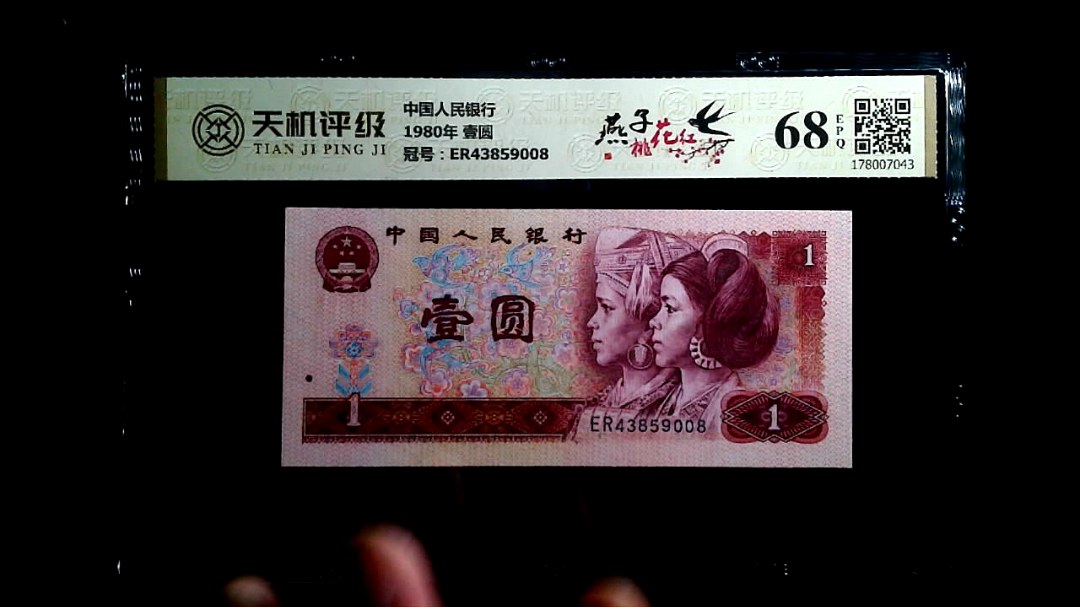 天机评级
TIAN JI PING JI
中国人民银行
1980年 壹圆
冠号：ER43859008
燕子
桃花红
68
EPQ
178007043
中国人民银行
1
壹圆
1
ER43859008
1